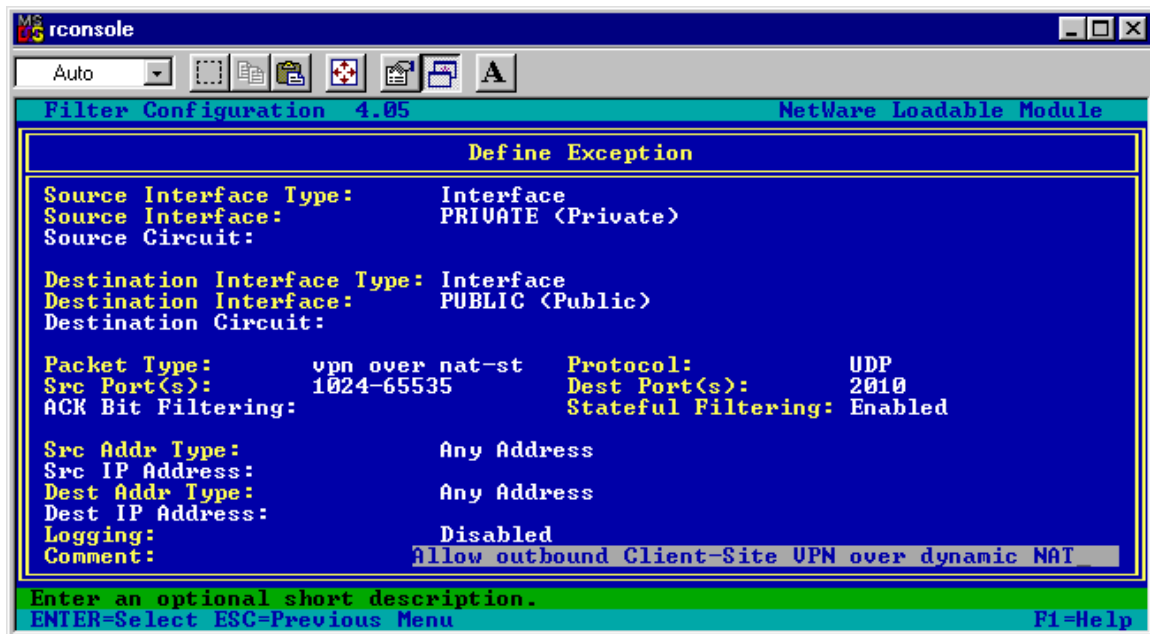 MS rconsole
Auto
A
Filter Configuration 4.05 NetWare Loadable Module
Define Exception
Source Interface Type: Interface
Source Interface: PRIVATE (Private)
Source Circuit:
Destination Interface Type: Interface
Destination Interface: PUBLIC (Public)
Destination Circuit:
Packet Type: vpn over nat-st Protocol: UDP
Src Port(s): 1024-65535 Dest Port(s): 2010
ACK Bit Filtering: Stateful Filtering: Enabled
Src Addr Type: Any Address
Src IP Address:
Dest Addr Type: Any Address
Dest IP Address:
Logging: Disabled
Comment: Allow outbound Client-Site VPN over dynamic NAT_
Enter an optional short description.
ENTER=Select ESC=Previous Menu F1=Help